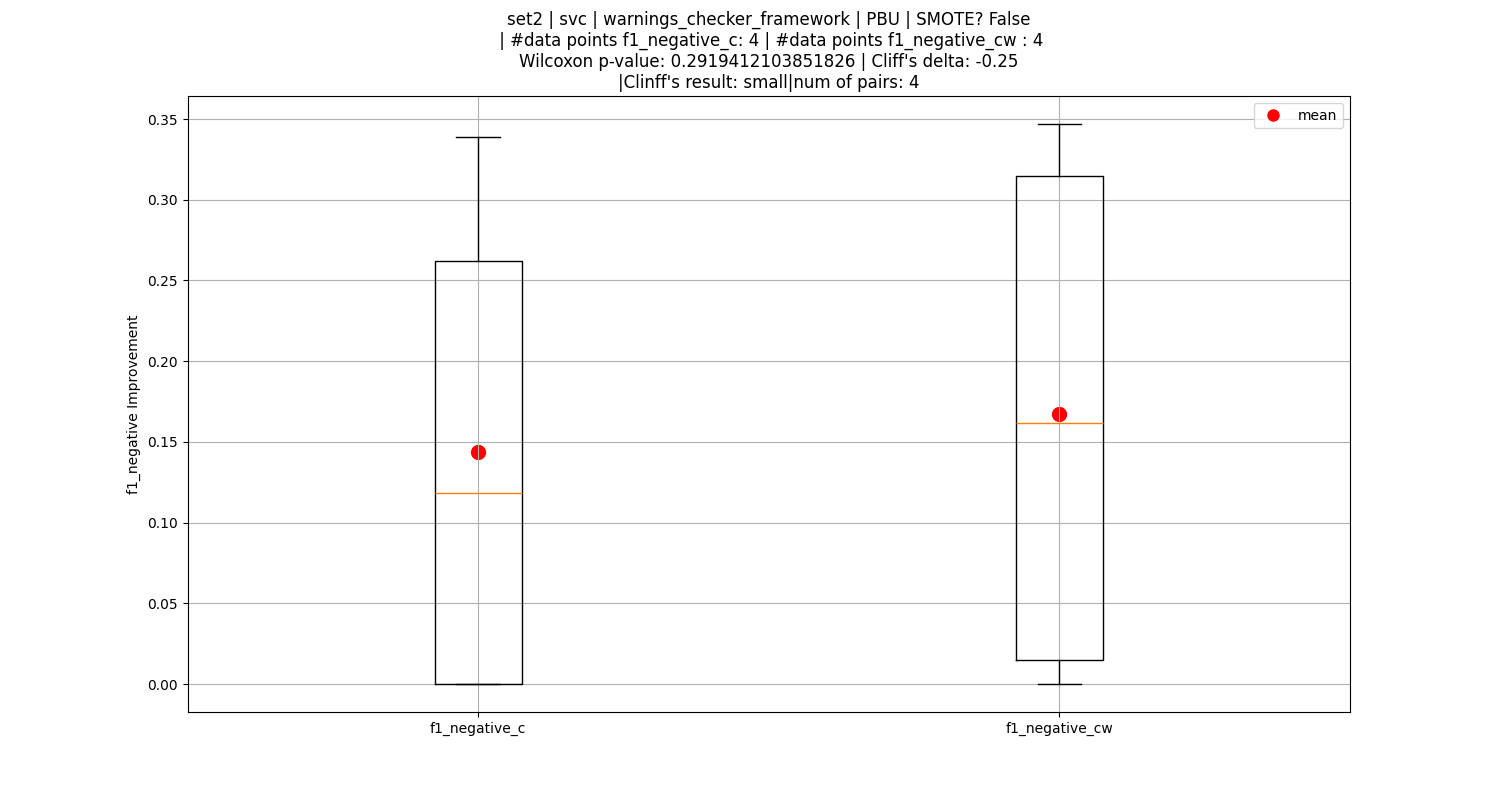 set2 | svc | warnings_checker_framework | PBU | SMOTE? False
| #data points f1_negative_c: 4 | #data points f1_negative_cw : 4
Wilcoxon p-value: 0.2919412103851826 | Cliff's delta: -0.25
|Clinff's result: small|num of pairs: 4
mean
0.35
0.30
0.25
0.20
0.15
0.10
0.05
0.00
f1_negative Improvement
f1_negative_c
f1_negative_cw